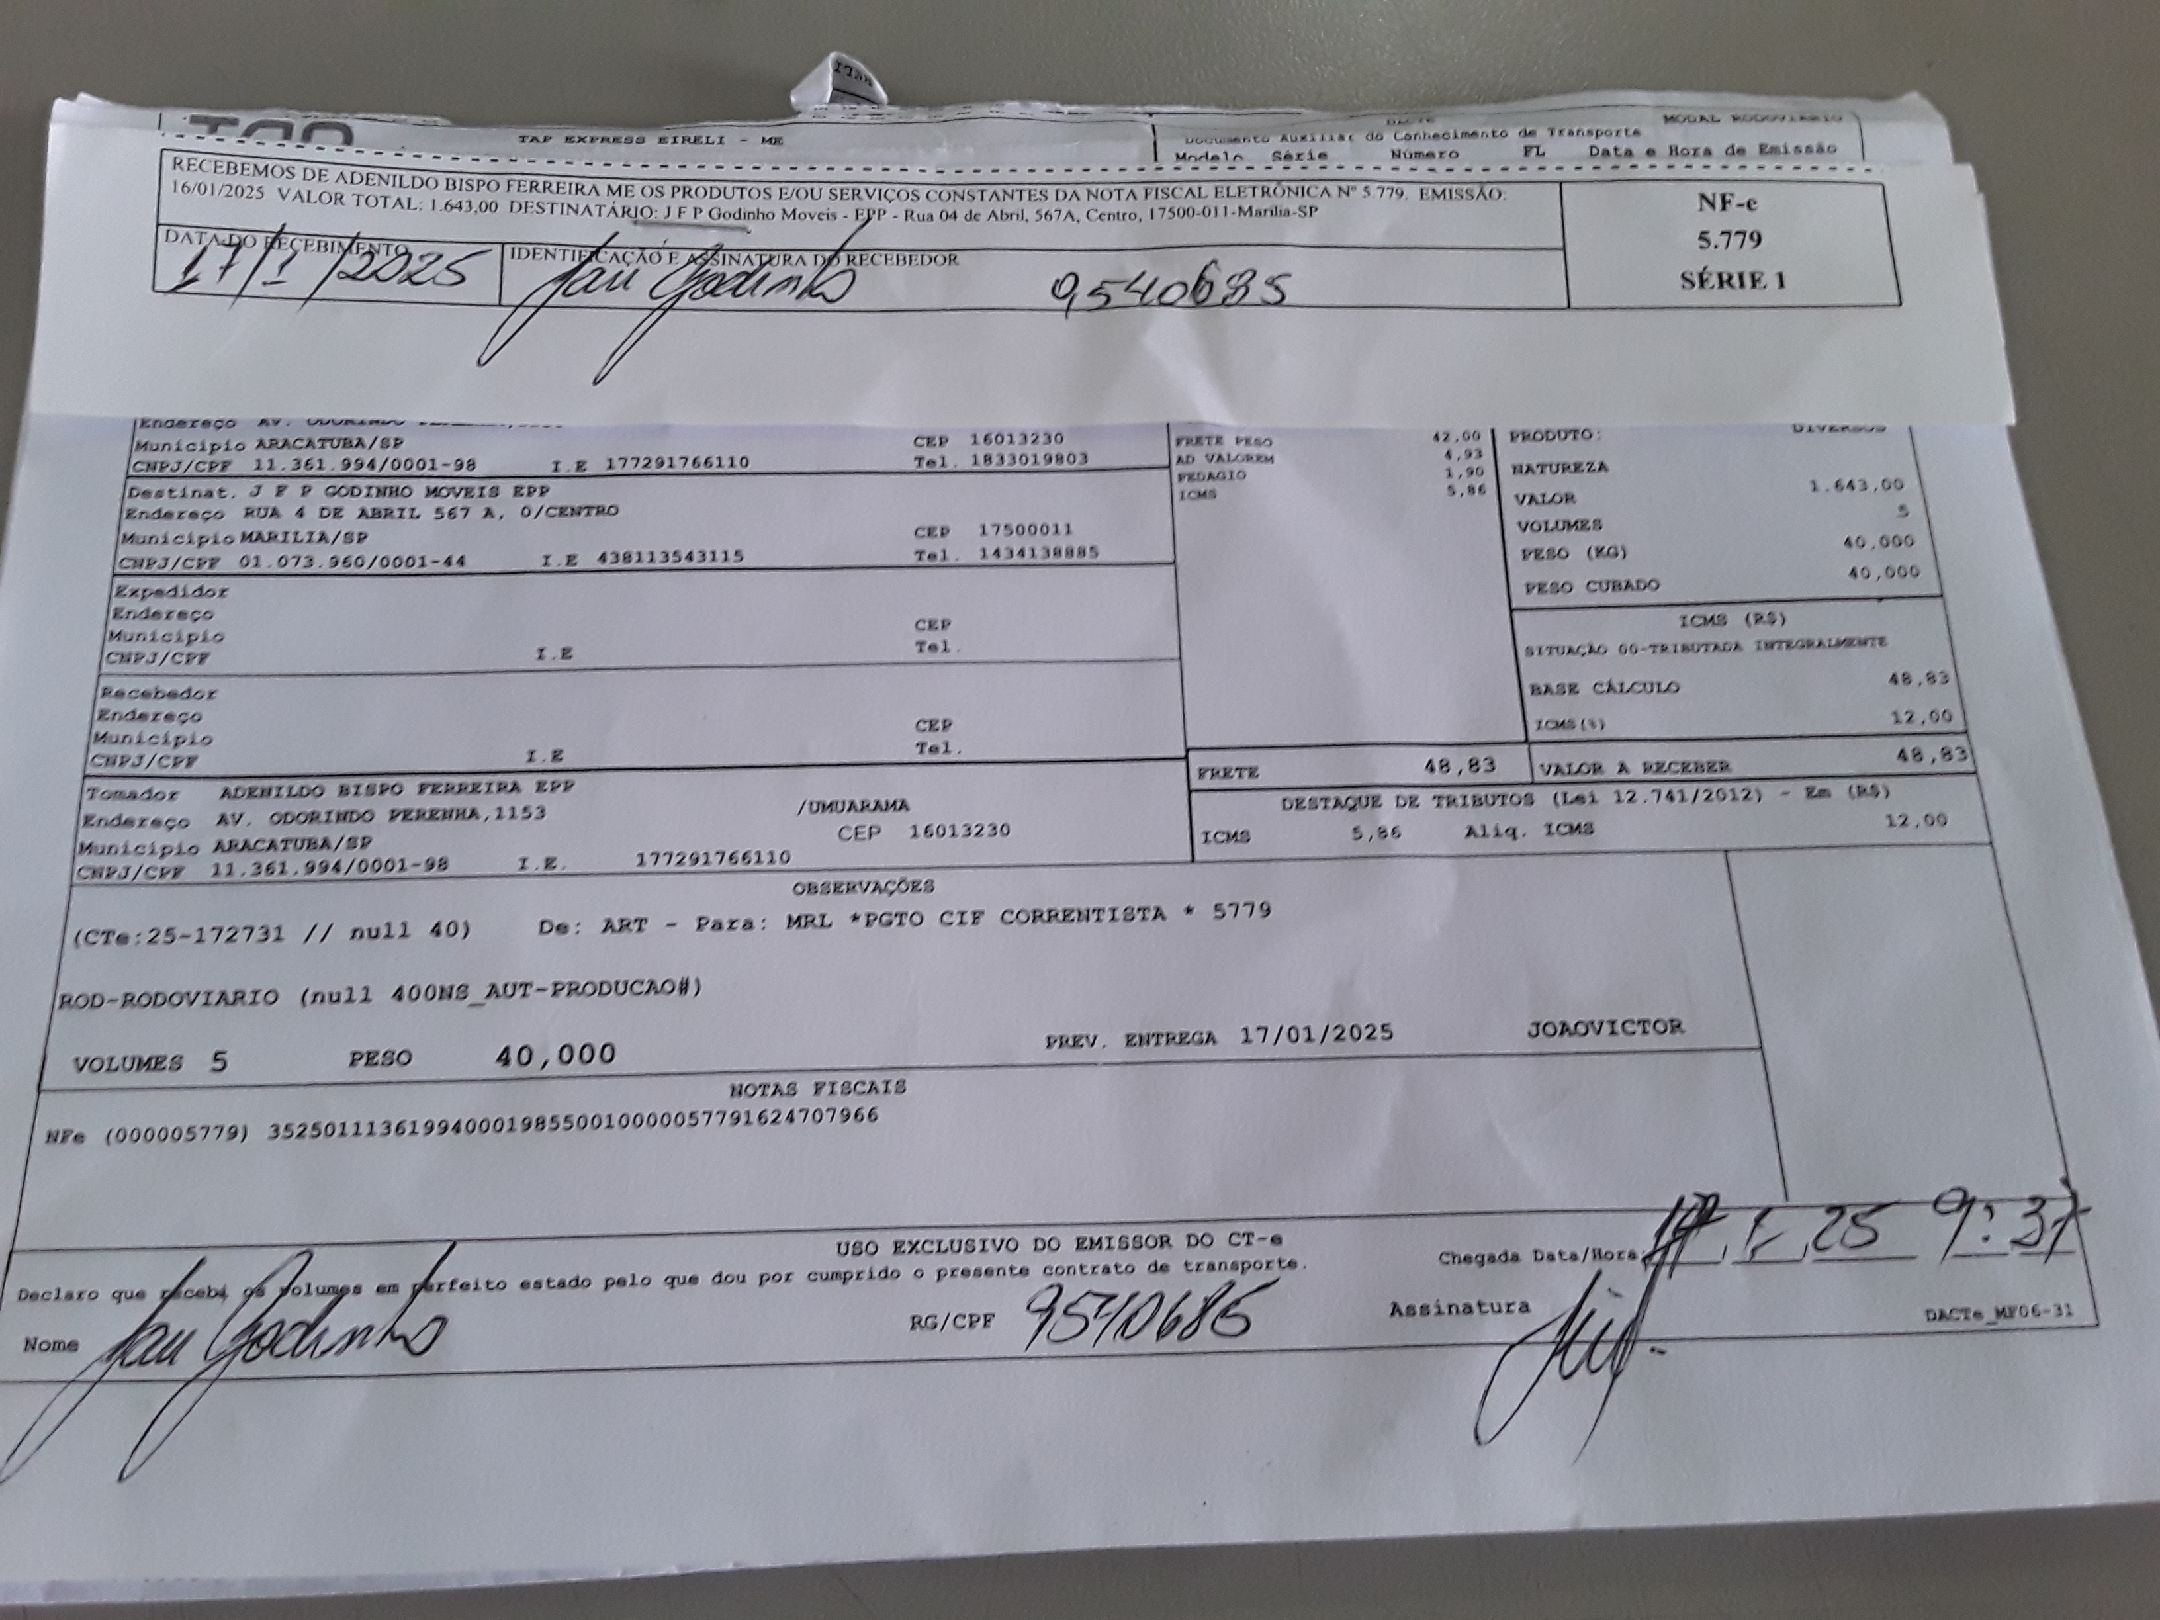 TAP EXPRESS EIRELI - ME
MODAL RODOVIARIO
Documento Auxiliar do Conhecimento de Transporte
Modelo Série Número FL Data e Hora de Emissão
RECEBEMOS DE ADENILDO BISPO FERREIRA ME OS PRODUTOS E/OU SERVIÇOS CONSTANTES DA NOTA FISCAL ELETRÔNICA Nº 5.779. EMISSÃO:
16/01/2025 VALOR TOTAL: 1.643,00 DESTINATÁRIO: J F P Godinho Moveis - EPP - Rua 04 de Abril, 567A, Centro, 17500-011-Marilia-SP
NF-e
5.779
SÉRIE 1
DATA DO RECEBIMENTO
17/1/2025
IDENTIFICAÇÃO E ASSINATURA DO RECEBEDOR
Godinho 9540685
Endereço AV. ODORINDO
Município ARACATUBA/SP CEP 16013230
CNPJ/CPF 11.361.994/0001-98 I.E 177291766110 Tel. 1833019803
Destinat. J F P GODINHO MOVEIS EPP
Endereço RUA 4 DE ABRIL 567 A, 0/CENTRO
Município MARILIA/SP CEP 17500011
CNPJ/CPF 01.073.960/0001-44 I.E 438113543115 Tel. 1434138885
Expedidor
Endereço
Município CEP
CNPJ/CPF I.E Tel.
Recebedor
Endereço
Município CEP
CNPJ/CPF I.E Tel.
Tomador ADENILDO BISPO FERREIRA EPP
Endereço AV. ODORINDO PERENHA,1153 /UMUARAMA
Município ARACATUBA/SP CEP 16013230
CNPJ/CPF 11.361.994/0001-98 I.E. 177291766110
FRETE PESO 42,00
AD VALOREM 4,93
PEDAGIO 1,90
ICMS 5,86
PRODUTO: DIVERSOS
NATUREZA
VALOR 1.643,00
VOLUMES 5
PESO (KG) 40,000
PESO CUBADO 40,000
ICMS (R$)
SITUAÇÃO 00-TRIBUTADA INTEGRALMENTE
BASE CÁLCULO 48,83
ICMS(%) 12,00
FRETE 48,83
VALOR A RECEBER 48,83
DESTAQUE DE TRIBUTOS (Lei 12.741/2012) - Em (R$)
ICMS 5,86 Aliq. ICMS 12,00
OBSERVAÇÕES
(CTe:25-172731 // null 40) De: ART - Para: MRL *PGTO CIF CORRENTISTA * 5779
ROD-RODOVIARIO (null 400NS_AUT-PRODUCAO#)
VOLUMES 5 PESO 40,000 PREV. ENTREGA 17/01/2025 JOAOVICTOR
NOTAS FISCAIS
NFe (000005779) 35250111361994000198550010000057791624707966
USO EXCLUSIVO DO EMISSOR DO CT-e
Declaro que recebi os volumes em perfeito estado pelo que dou por cumprido o presente contrato de transporte.
Chegada Data/Hora 17 1 25 9:37
Nome Godinho RG/CPF 9540685 Assinatura
DACTe_MF06-31